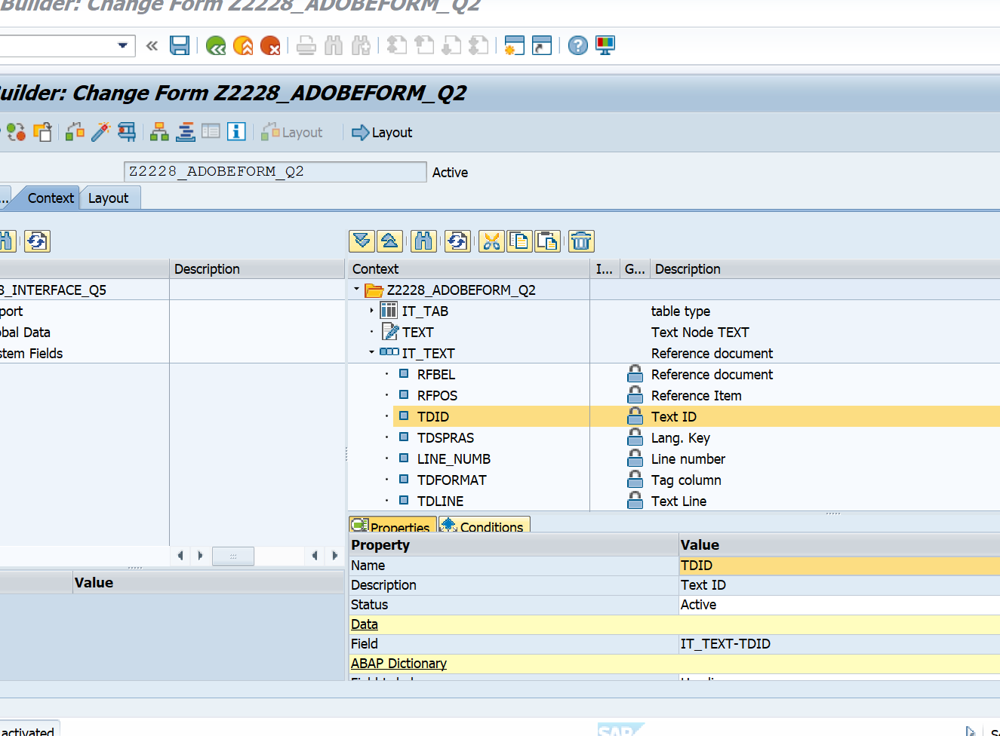 Builder: Change Form Z2228_ADOBEFORM_Q2
uilder: Change Form Z2228_ADOBEFORM_Q2
Layout
Layout
Z2228_ADOBEFORM_Q2 Active
... Context Layout
Description
8_INTERFACE_Q5
port
bal Data
stem Fields
Value
Context I... G... Description
Z2228_ADOBEFORM_Q2
IT_TAB table type
TEXT Text Node TEXT
IT_TEXT Reference document
RFBEL Reference document
RFPOS Reference Item
TDID Text ID
TDSPRAS Lang. Key
LINE_NUMB Line number
TDFORMAT Tag column
TDLINE Text Line
Properties Conditions
Property Value
Name TDID
Description Text ID
Status Active
Data
Field IT_TEXT-TDID
ABAP Dictionary
activated
SAP